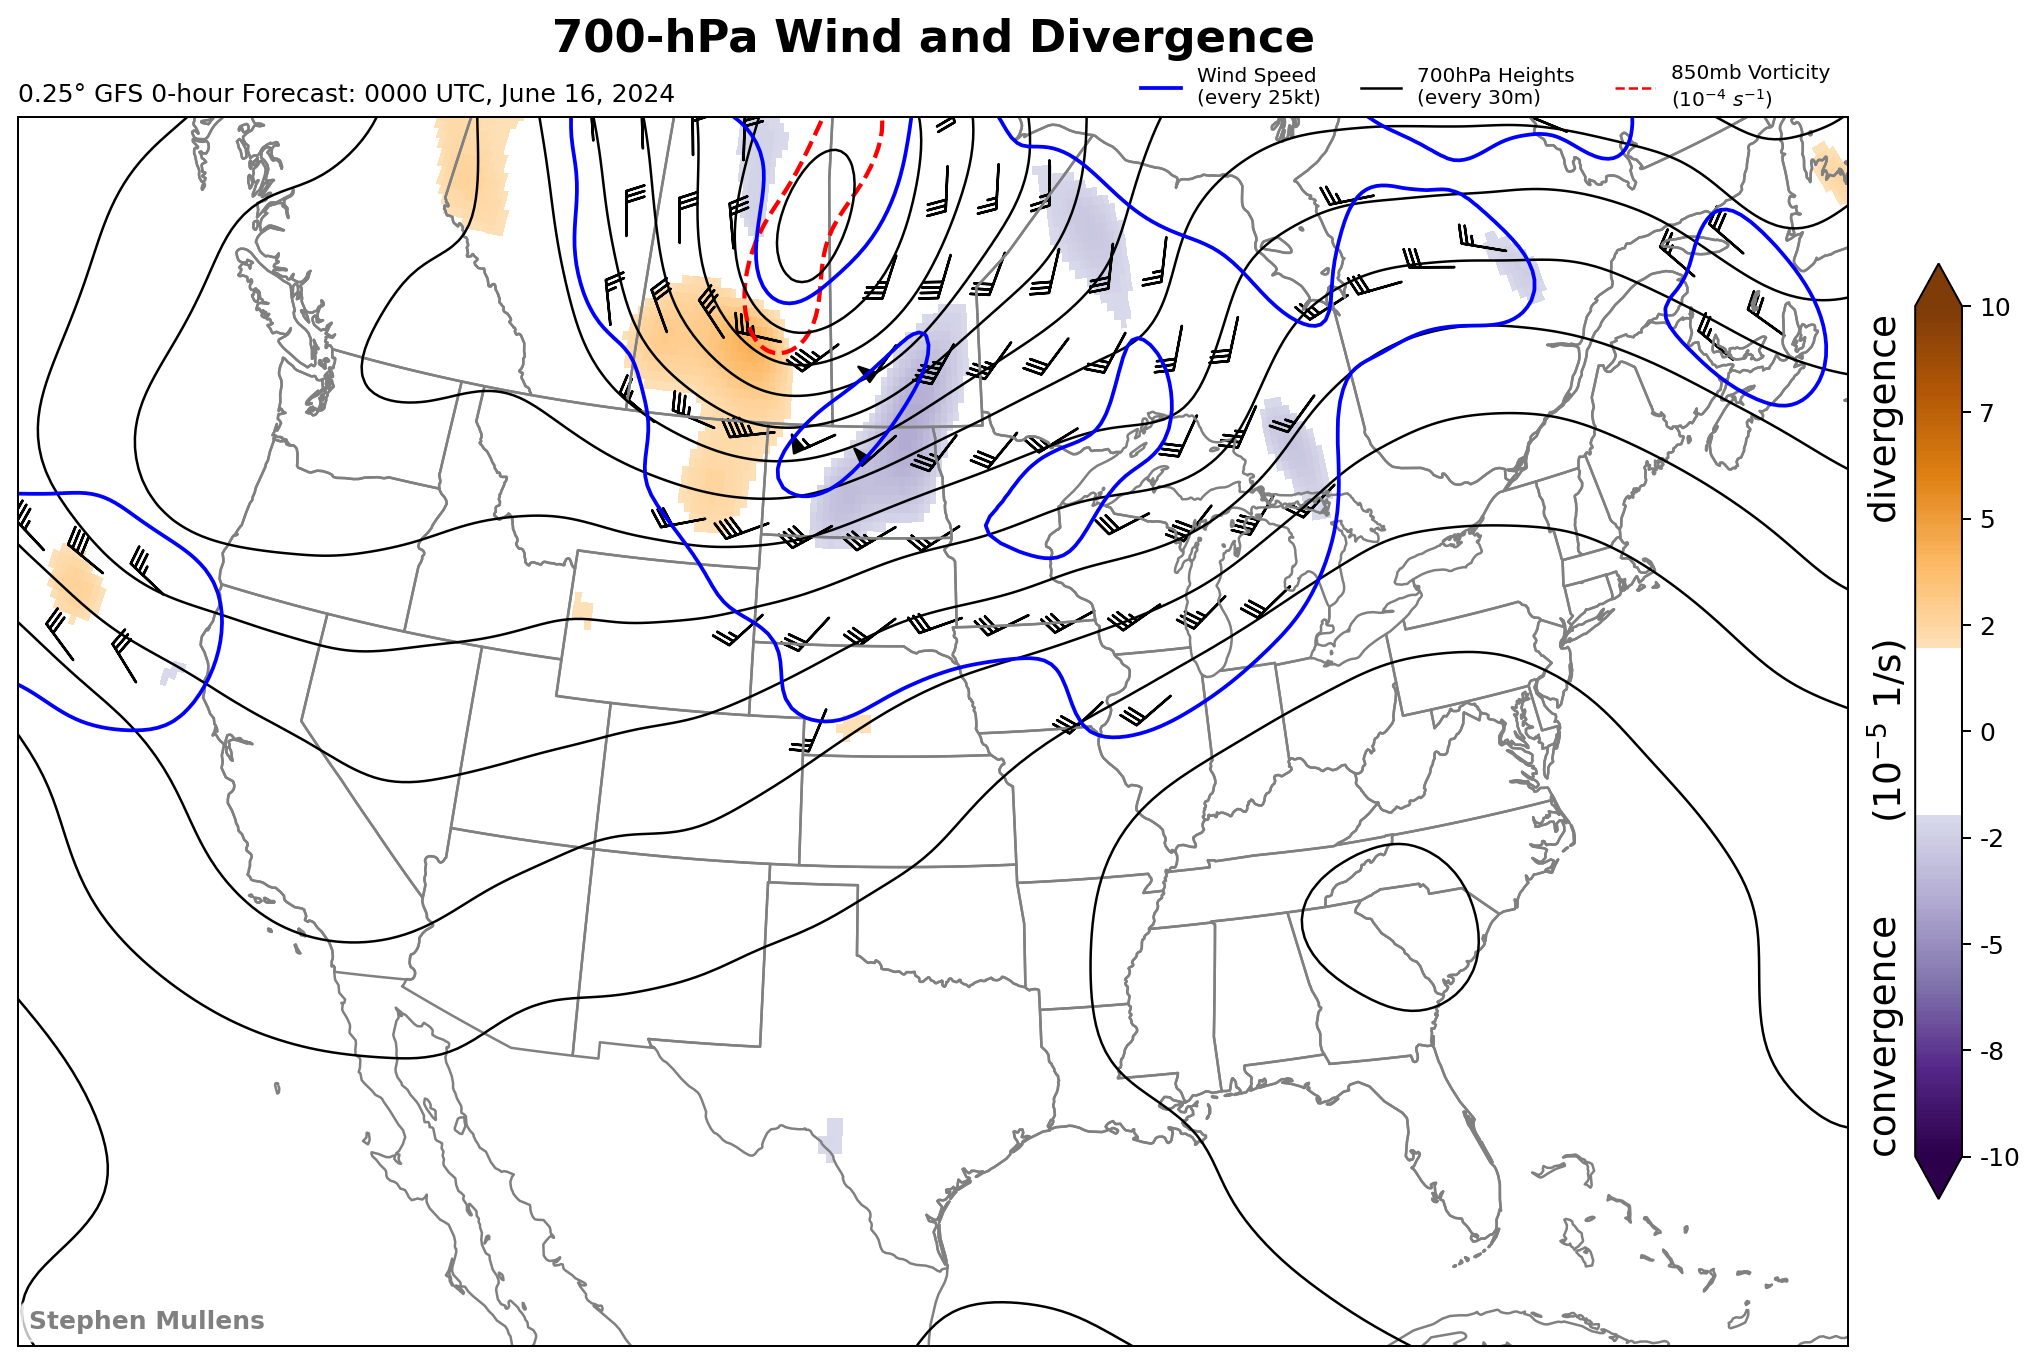 700-hPa Wind and Divergence
0.25° GFS 0-hour Forecast: 0000 UTC, June 16, 2024
Wind Speed
(every 25kt)
700hPa Heights
(every 30m)
850mb Vorticity
(10⁻⁴ s⁻¹)
10
7
5
2
0
-2
-5
-8
-10
convergence (10⁻⁵ 1/s) divergence
Stephen Mullens